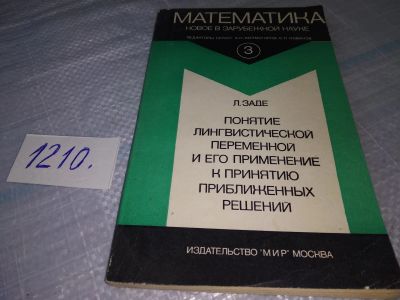 МАТЕМАТИКА
НОВОЕ В ЗАРУБЕЖНОЙ НАУКЕ
3
Л. ЗАДЕ
ПОНЯТИЕ
ЛИНГВИСТИЧЕСКОЙ
ПЕРЕМЕННОЙ
И ЕГО ПРИМЕНЕНИЕ
К ПРИНЯТИЮ
ПРИБЛИЖЕННЫХ
РЕШЕНИЙ
ИЗДАТЕЛЬСТВО "МИР" МОСКВА
1210.